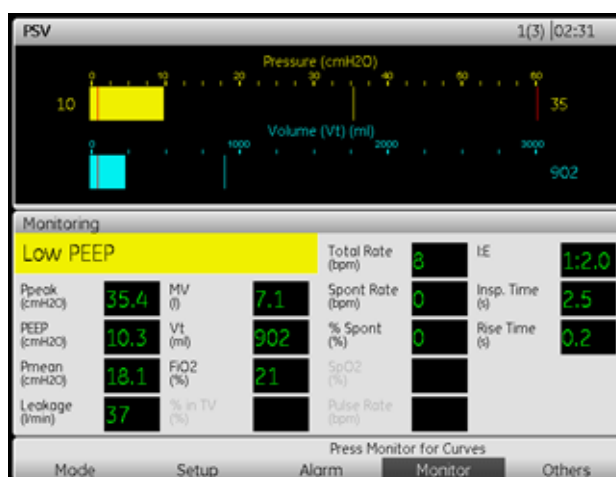 PSV 1(3) |02:31
Pressure (cmH2O)
0 10 20 30 40 50 60
10 35
Volume (Vt) (ml)
0 1000 2000 3000
902
Monitoring
Low PEEP
Total Rate (bpm) 8 I:E 1:2.0
Ppeak (cmH2O) 35.4 MV (l) 7.1 Spont Rate (bpm) 0 Insp. Time (s) 2.5
PEEP (cmH2O) 10.3 Vt (ml) 902 % Spont (%) 0 Rise Time (s) 0.2
Pmean (cmH2O) 18.1 FiO2 (%) 21 SpO2 (%)
Leakage (l/min) 37 % in TV (%) Pulse Rate (bpm)
Press Monitor for Curves
Mode Setup Alarm Monitor Others